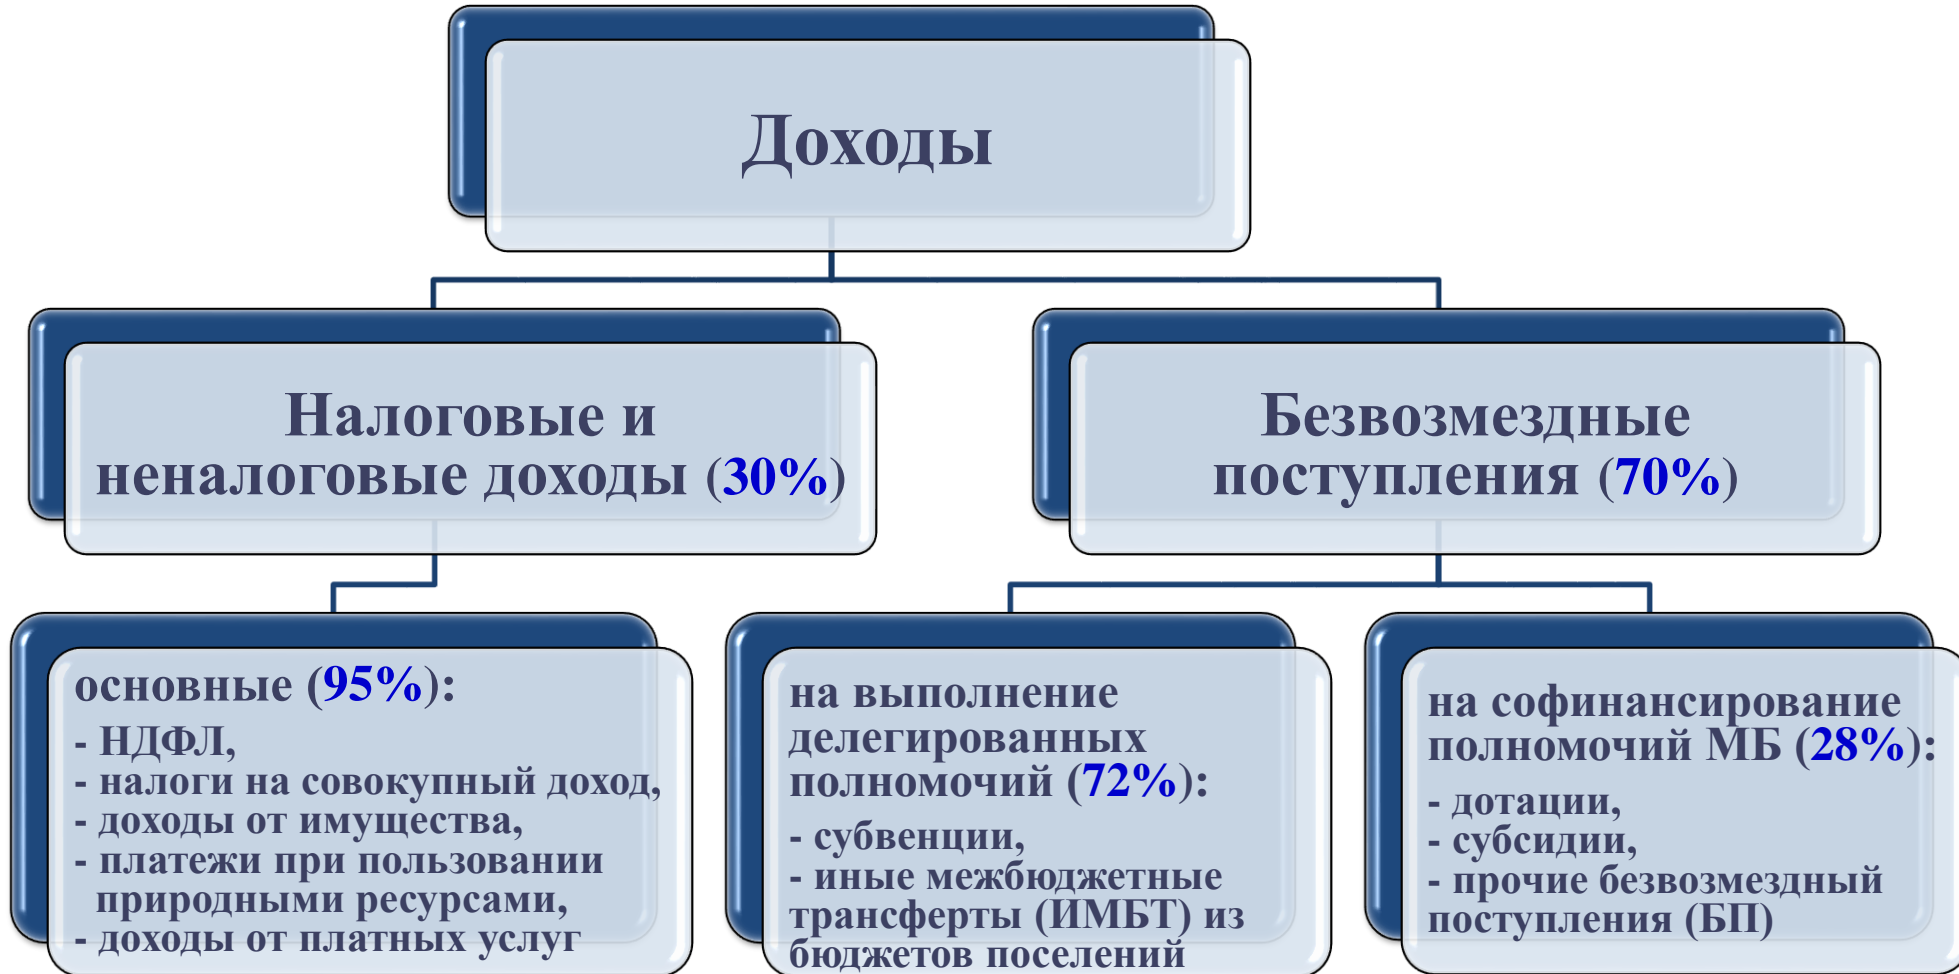 Доходы
Налоговые и
неналоговые доходы (30%)
Безвозмездные
поступления (70%)
основные (95%):
- НДФЛ,
- налоги на совокупный доход,
- доходы от имущества,
- платежи при пользовании
природными ресурсами,
- доходы от платных услуг
на выполнение
делегированных
полномочий (72%):
- субвенции,
- иные межбюджетные
трансферты (ИМБТ) из
бюджетов поселений
на софинансирование
полномочий МБ (28%):
- дотации,
- субсидии,
- прочие безвозмездный
поступления (БП)